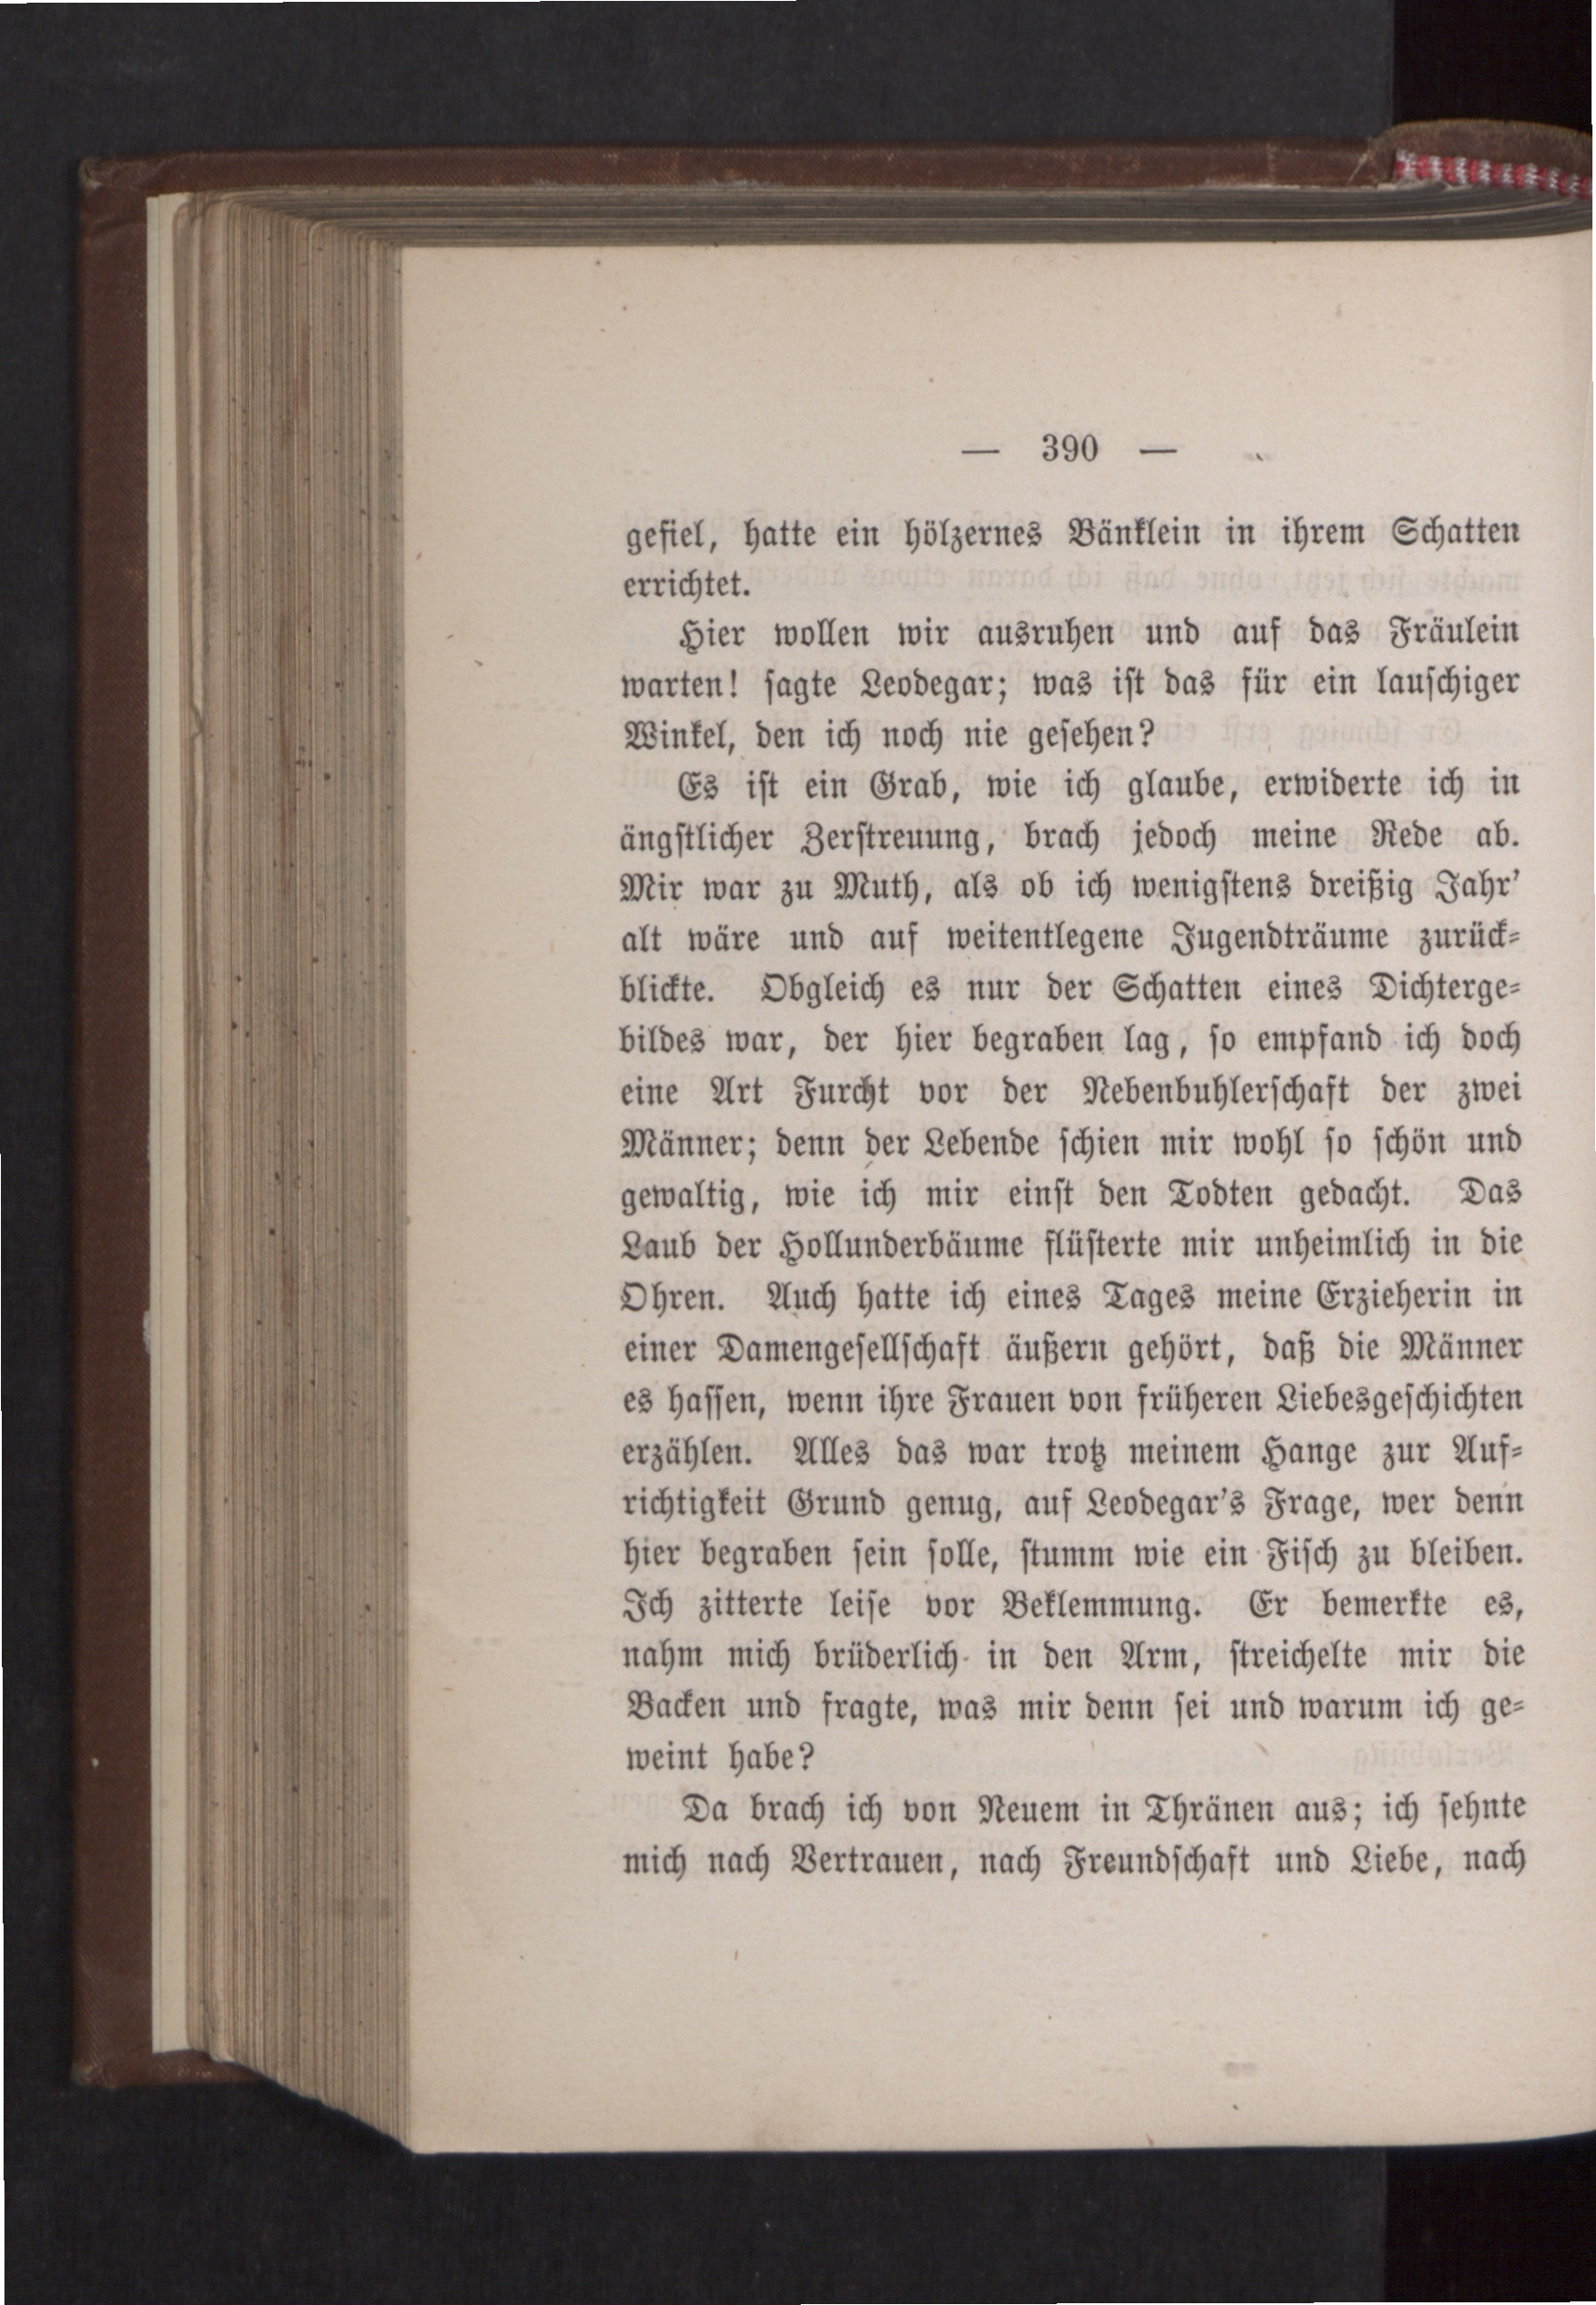 — 390 —
gefiel, hatte ein hölzernes Bänklein in ihrem Schatten
errichtet.
Hier wollen wir ausruhen und auf das Fräulein
warten! sagte Leodegar; was ist das für ein lauschiger
Winkel, den ich noch nie gesehen?
Es ist ein Grab, wie ich glaube, erwiderte ich in
ängstlicher Zerstreuung, brach jedoch meine Rede ab.
Mir war zu Muth, als ob ich wenigstens dreißig Jahr'
alt wäre und auf weitentlegene Jugendträume zurück-
blickte. Obgleich es nur der Schatten eines Dichterge-
bildes war, der hier begraben lag, so empfand ich doch
eine Art Furcht vor der Nebenbuhlerschaft der zwei
Männer; denn der Lebende schien mir wohl so schön und
gewaltig, wie ich mir einst den Todten gedacht. Das
Laub der Hollunderbäume flüsterte mir unheimlich in die
Ohren. Auch hatte ich eines Tages meine Erzieherin in
einer Damengesellschaft äußern gehört, daß die Männer
es hassen, wenn ihre Frauen von früheren Liebesgeschichten
erzählen. Alles das war trotz meinem Hange zur Auf-
richtigkeit Grund genug, auf Leodegar's Frage, wer denn
hier begraben sein solle, stumm wie ein Fisch zu bleiben.
Ich zitterte leise vor Beklemmung. Er bemerkte es,
nahm mich brüderlich in den Arm, streichelte mir die
Backen und fragte, was mir denn sei und warum ich ge-
weint habe?
Da brach ich von Neuem in Thränen aus; ich sehnte
mich nach Vertrauen, nach Freundschaft und Liebe, nach